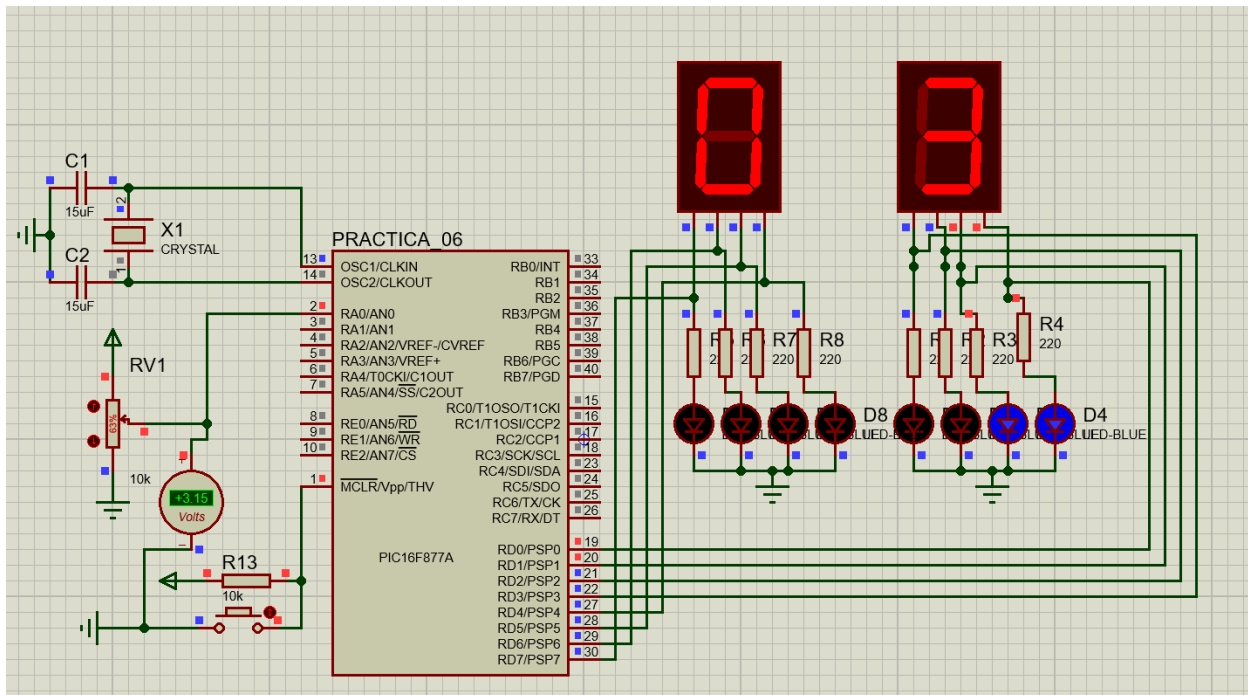 0
3
C1
15uF
2
X1
CRYSTAL
1
C2
15uF
PRACTICA_06
13 OSC1/CLKIN
14 OSC2/CLKOUT
2 RA0/AN0
3 RA1/AN1
4 RA2/AN2/VREF-/CVREF
5 RA3/AN3/VREF+
6 RA4/T0CKI/C1OUT
7 RA5/AN4/SS/C2OUT
8 RE0/AN5/RD
9 RE1/AN6/WR
10 RE2/AN7/CS
1 MCLR/Vpp/THV
PIC16F877A
RB0/INT 33
RB1 34
RB2 35
RB3/PGM 36
RB4 37
RB5 38
RB6/PGC 39
RB7/PGD 40
RC0/T1OSO/T1CKI 15
RC1/T1OSI/CCP2 16
RC2/CCP1 17
RC3/SCK/SCL 18
RC4/SDI/SDA 23
RC5/SDO 24
RC6/TX/CK 25
RC7/RX/DT 26
RD0/PSP0 19
RD1/PSP1 20
RD2/PSP2 21
RD3/PSP3 22
RD4/PSP4 27
RD5/PSP5 28
RD6/PSP6 29
RD7/PSP7 30
RV1
63%
10k
+3.15
Volts
R13
10k
R7
R8
220
D8
R3
220
R4
220
D4
LED-BLUE